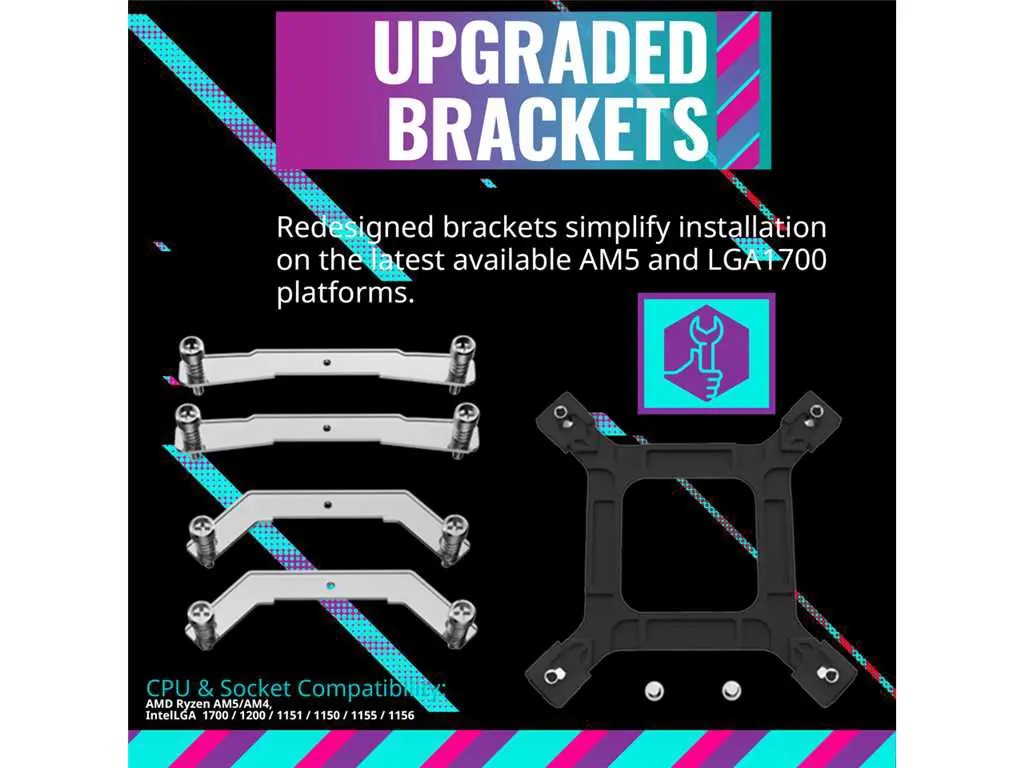 UPGRADED
BRACKETS
Redesigned brackets simplify installation
on the latest available AM5 and LGA1700
platforms.
CPU & Socket Compatibility:
AMD Ryzen AM5/AM4,
IntelLGA 1700 / 1200 / 1151 / 1150 / 1155 / 1156